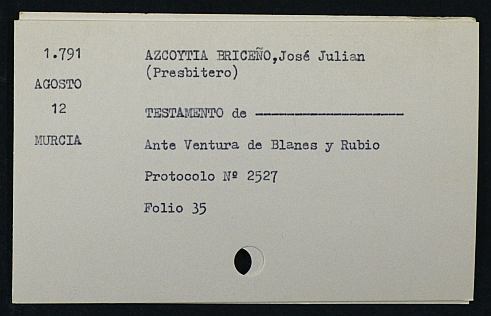 1.791
AGOSTO
12
MURCIA
AZCOYTIA BRICEÑO,José Julian
(Presbitero)
TESTAMENTO de --------------------
Ante Ventura de Blanes y Rubio
Protocolo Nº 2527
Folio 35